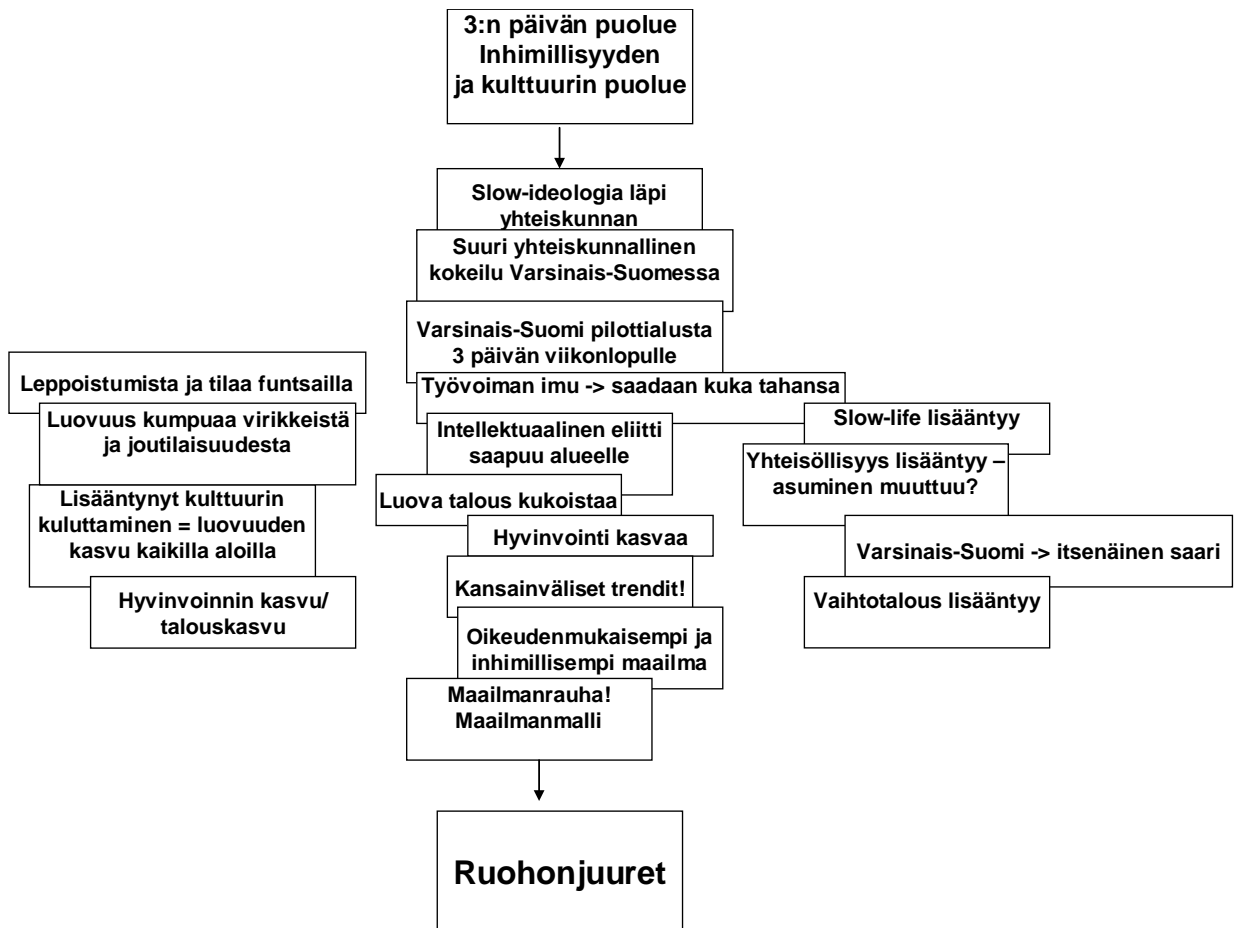 3:n päivän puolue
Inhimillisyyden
ja kulttuurin puolue
Slow-ideologia läpi
yhteiskunnan
Suuri yhteiskunnallinen
kokeilu Varsinais-Suomessa
Varsinais-Suomi pilottialusta
3 päivän viikonlopulle
Työvoiman imu -> saadaan kuka tahansa
Intellektuaalinen eliitti
saapuu alueelle
Luova talous kukoistaa
Hyvinvointi kasvaa
Kansainväliset trendit!
Oikeudenmukaisempi ja
inhimillisempi maailma
Maailmanrauha!
Maailmanmalli
Leppoistumista ja tilaa funtsailla
Luovuus kumpuaa virikkeistä
ja joutilaisuudesta
Lisääntynyt kulttuurin
kuluttaminen = luovuuden
kasvu kaikilla aloilla
Hyvinvoinnin kasvu/
talouskasvu
Slow-life lisääntyy
Yhteisöllisyys lisääntyy –
asuminen muuttuu?
Varsinais-Suomi -> itsenäinen saari
Vaihtotalous lisääntyy
Ruohonjuuret